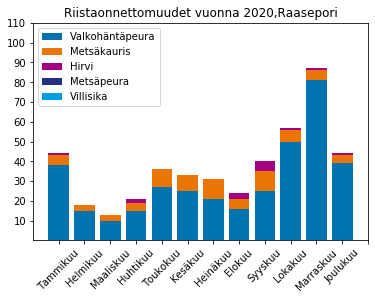 Riistaonnettomuudet vuonna 2020,Raasepori
110
100
90
80
70
60
50
40
30
20
10
Valkohäntäpeura
Metsäkauris
Hirvi
Metsäpeura
Villisika
Tammikuu
Helmikuu
Maaliskuu
Huhtikuu
Toukokuu
Kesäkuu
Heinäkuu
Elokuu
Syyskuu
Lokakuu
Marraskuu
Joulukuu